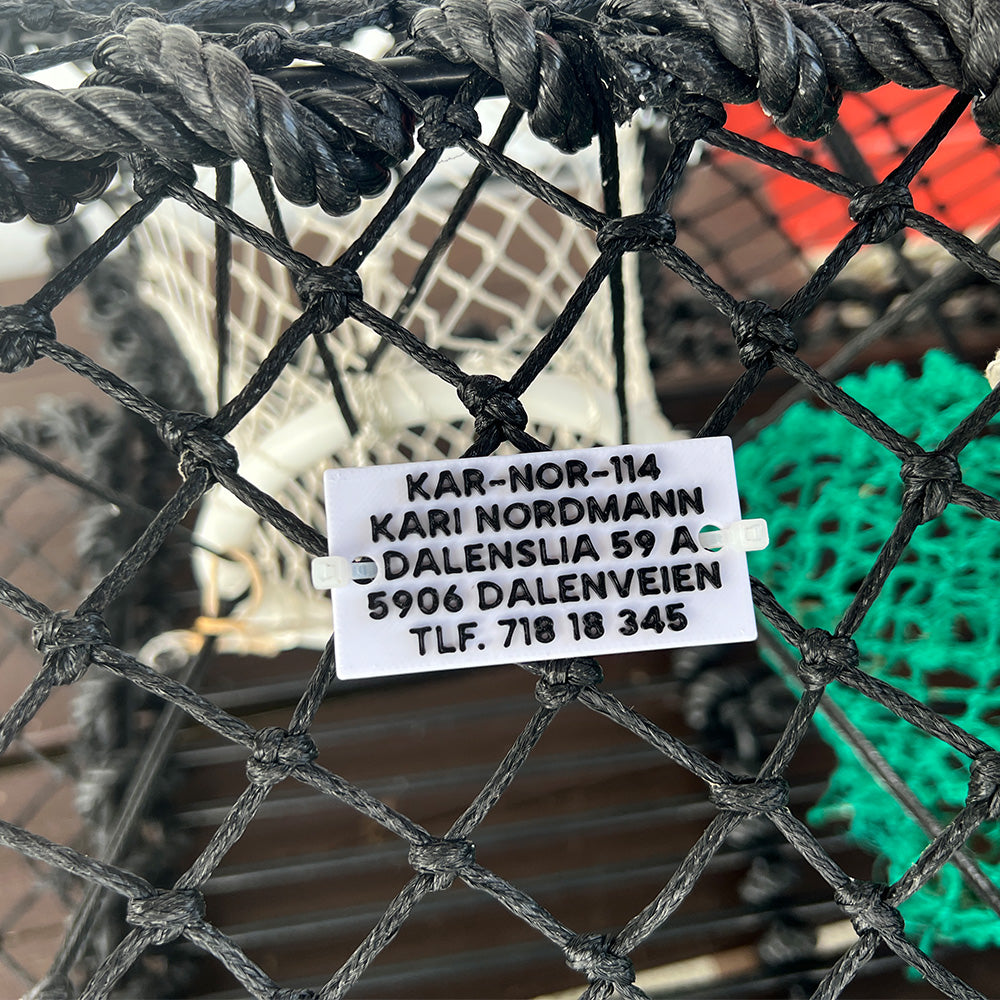 KAR-NOR-114
KARI NORDMANN
DALENSLIA 59 A
5906 DALENVEIEN
TLF. 718 18 345